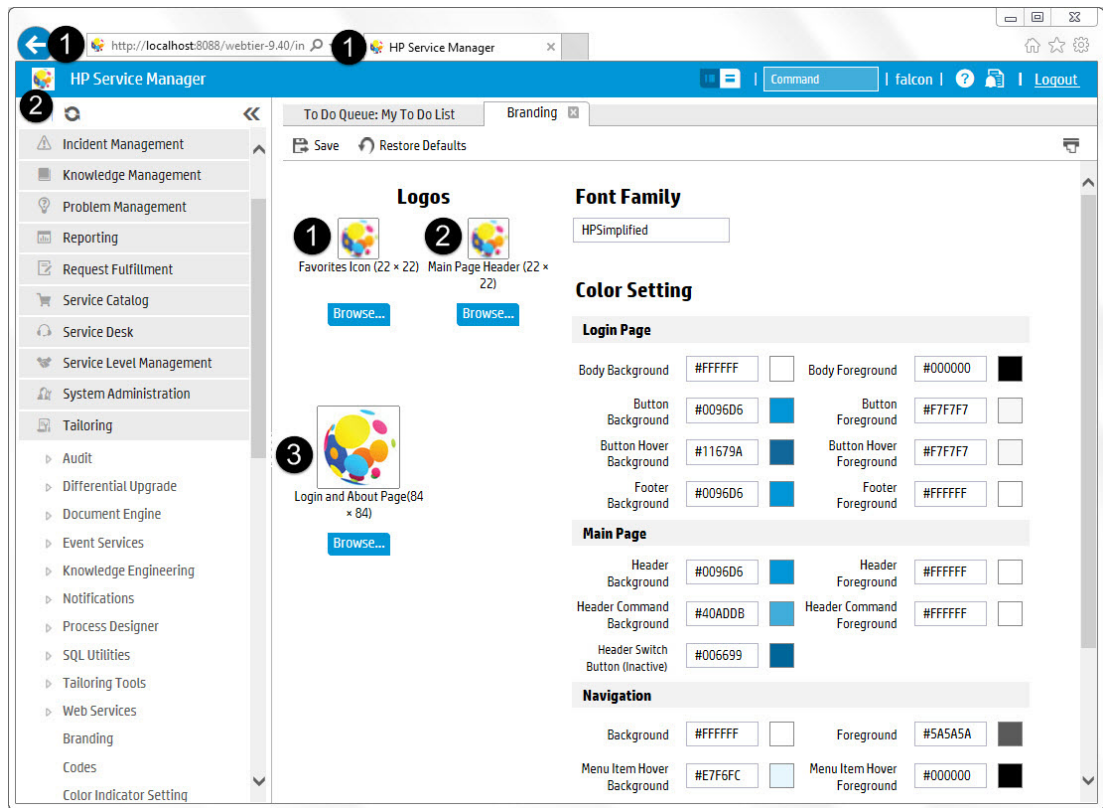 1
http://localhost:8088/webtier-9.40/in
1
HP Service Manager
HP Service Manager
Command
falcon
?
Logout
2
To Do Queue: My To Do List
Branding
Save
Restore Defaults
Incident Management
Knowledge Management
Problem Management
Reporting
Request Fulfillment
Service Catalog
Service Desk
Service Level Management
System Administration
Tailoring
Audit
Differential Upgrade
Document Engine
Event Services
Knowledge Engineering
Notifications
Process Designer
SQL Utilities
Tailoring Tools
Web Services
Branding
Codes
Color Indicator Setting
Logos
1
Favorites Icon (22 × 22)
Browse...
2
Main Page Header (22 ×
22)
Browse...
3
Login and About Page(84
× 84)
Browse...
Font Family
HPSimplified
Color Setting
Login Page
Body Background
#FFFFFF
Body Foreground
#000000
Button
Background
#0096D6
Button
Foreground
#F7F7F7
Button Hover
Background
#11679A
Button Hover
Foreground
#F7F7F7
Footer
Background
#0096D6
Footer
Foreground
#FFFFFF
Main Page
Header
Background
#0096D6
Header
Foreground
#FFFFFF
Header Command
Background
#40ADDB
Header Command
Foreground
#FFFFFF
Header Switch
Button (Inactive)
#006699
Navigation
Background
#FFFFFF
Foreground
#5A5A5A
Menu Item Hover
Background
#E7F6FC
Menu Item Hover
Foreground
#000000